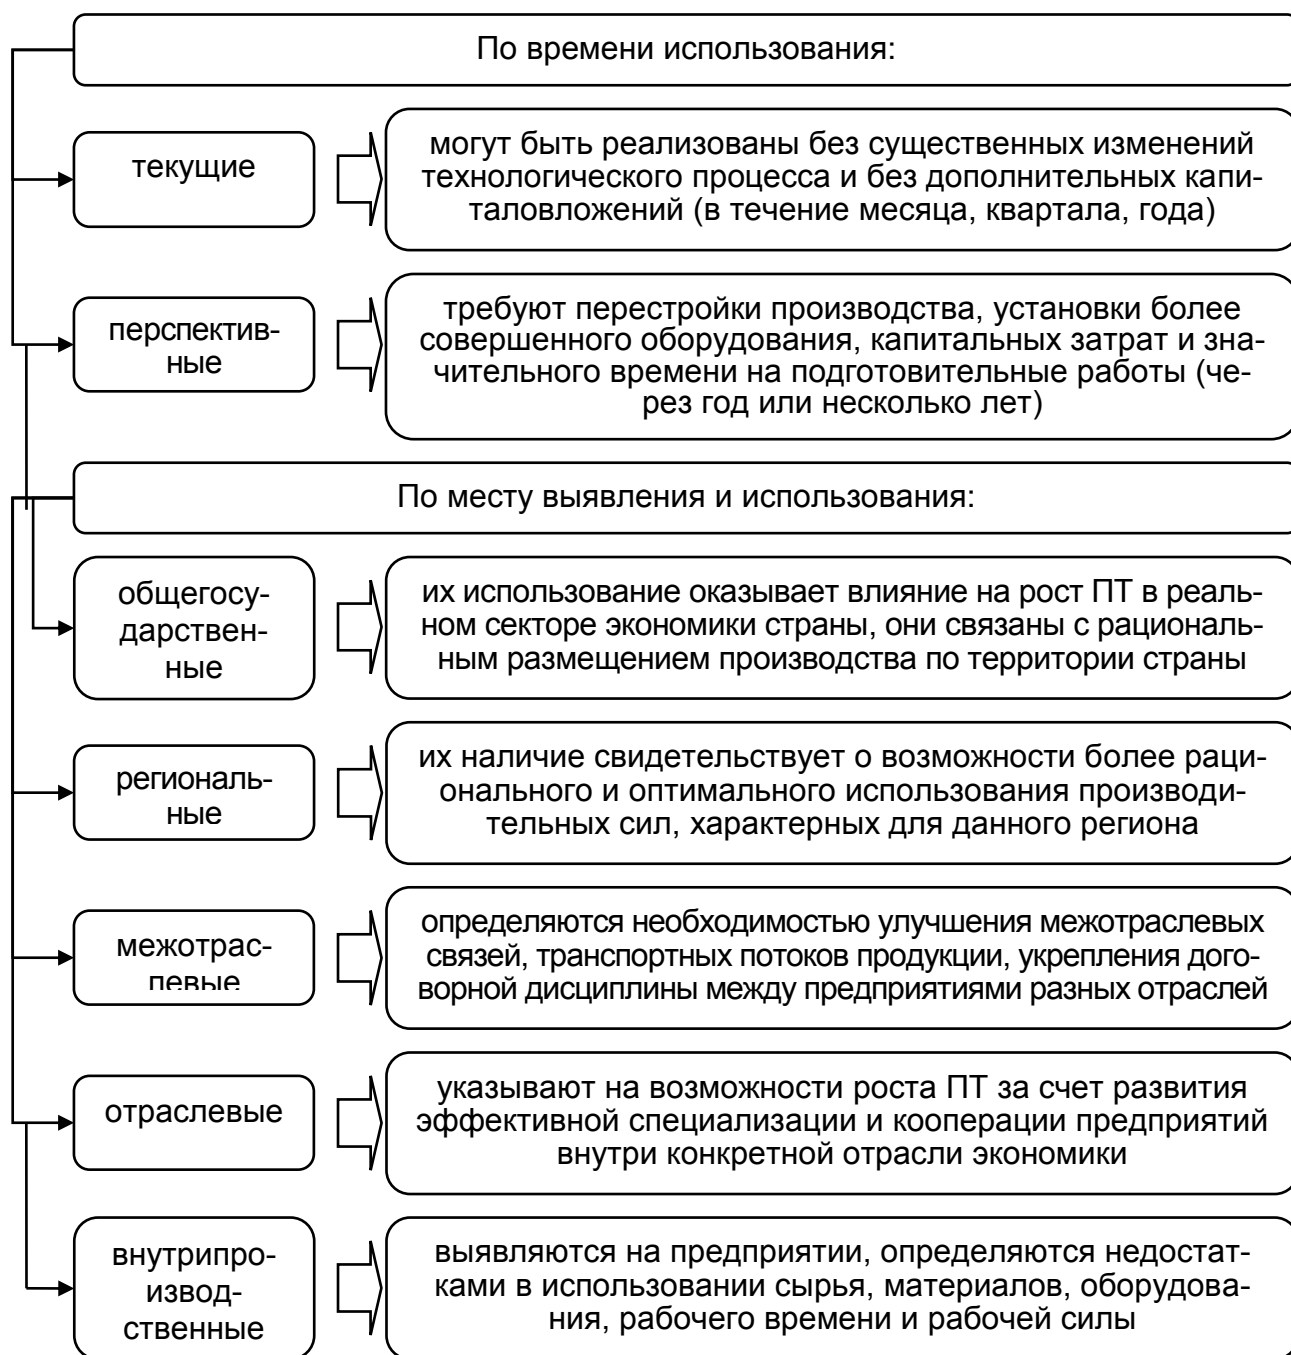 По времени использования:
текущие
могут быть реализованы без существенных изменений
технологического процесса и без дополнительных капи-
таловложений (в течение месяца, квартала, года)
перспектив-
ные
требуют перестройки производства, установки более
совершенного оборудования, капитальных затрат и зна-
чительного времени на подготовительные работы (че-
рез год или несколько лет)
По месту выявления и использования:
общегосу-
дарствен-
ные
их использование оказывает влияние на рост ПТ в реаль-
ном секторе экономики страны, они связаны с рациональ-
ным размещением производства по территории страны
региональ-
ные
их наличие свидетельствует о возможности более раци-
онального и оптимального использования производи-
тельных сил, характерных для данного региона
межотрас-
левые
определяются необходимостью улучшения межотраслевых
связей, транспортных потоков продукции, укрепления дого-
ворной дисциплины между предприятиями разных отраслей
отраслевые
указывают на возможности роста ПТ за счет развития
эффективной специализации и кооперации предприятий
внутри конкретной отрасли экономики
внутрипро-
извод-
ственные
выявляются на предприятии, определяются недостат-
ками в использовании сырья, материалов, оборудова-
ния, рабочего времени и рабочей силы